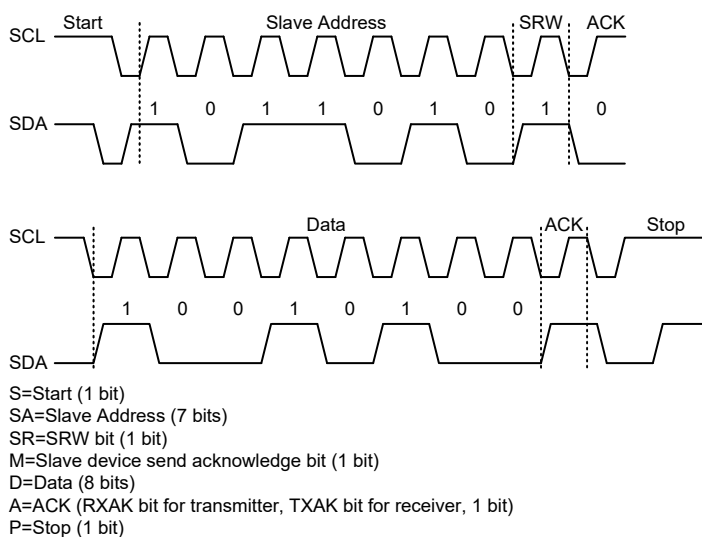 Start Slave Address SRW ACK
SCL
1 0 1 1 0 1 0 1 0
SDA
Data ACK Stop
SCL
1 0 0 1 0 1 0 0
SDA
S=Start (1 bit)
SA=Slave Address (7 bits)
SR=SRW bit (1 bit)
M=Slave device send acknowledge bit (1 bit)
D=Data (8 bits)
A=ACK (RXAK bit for transmitter, TXAK bit for receiver, 1 bit)
P=Stop (1 bit)